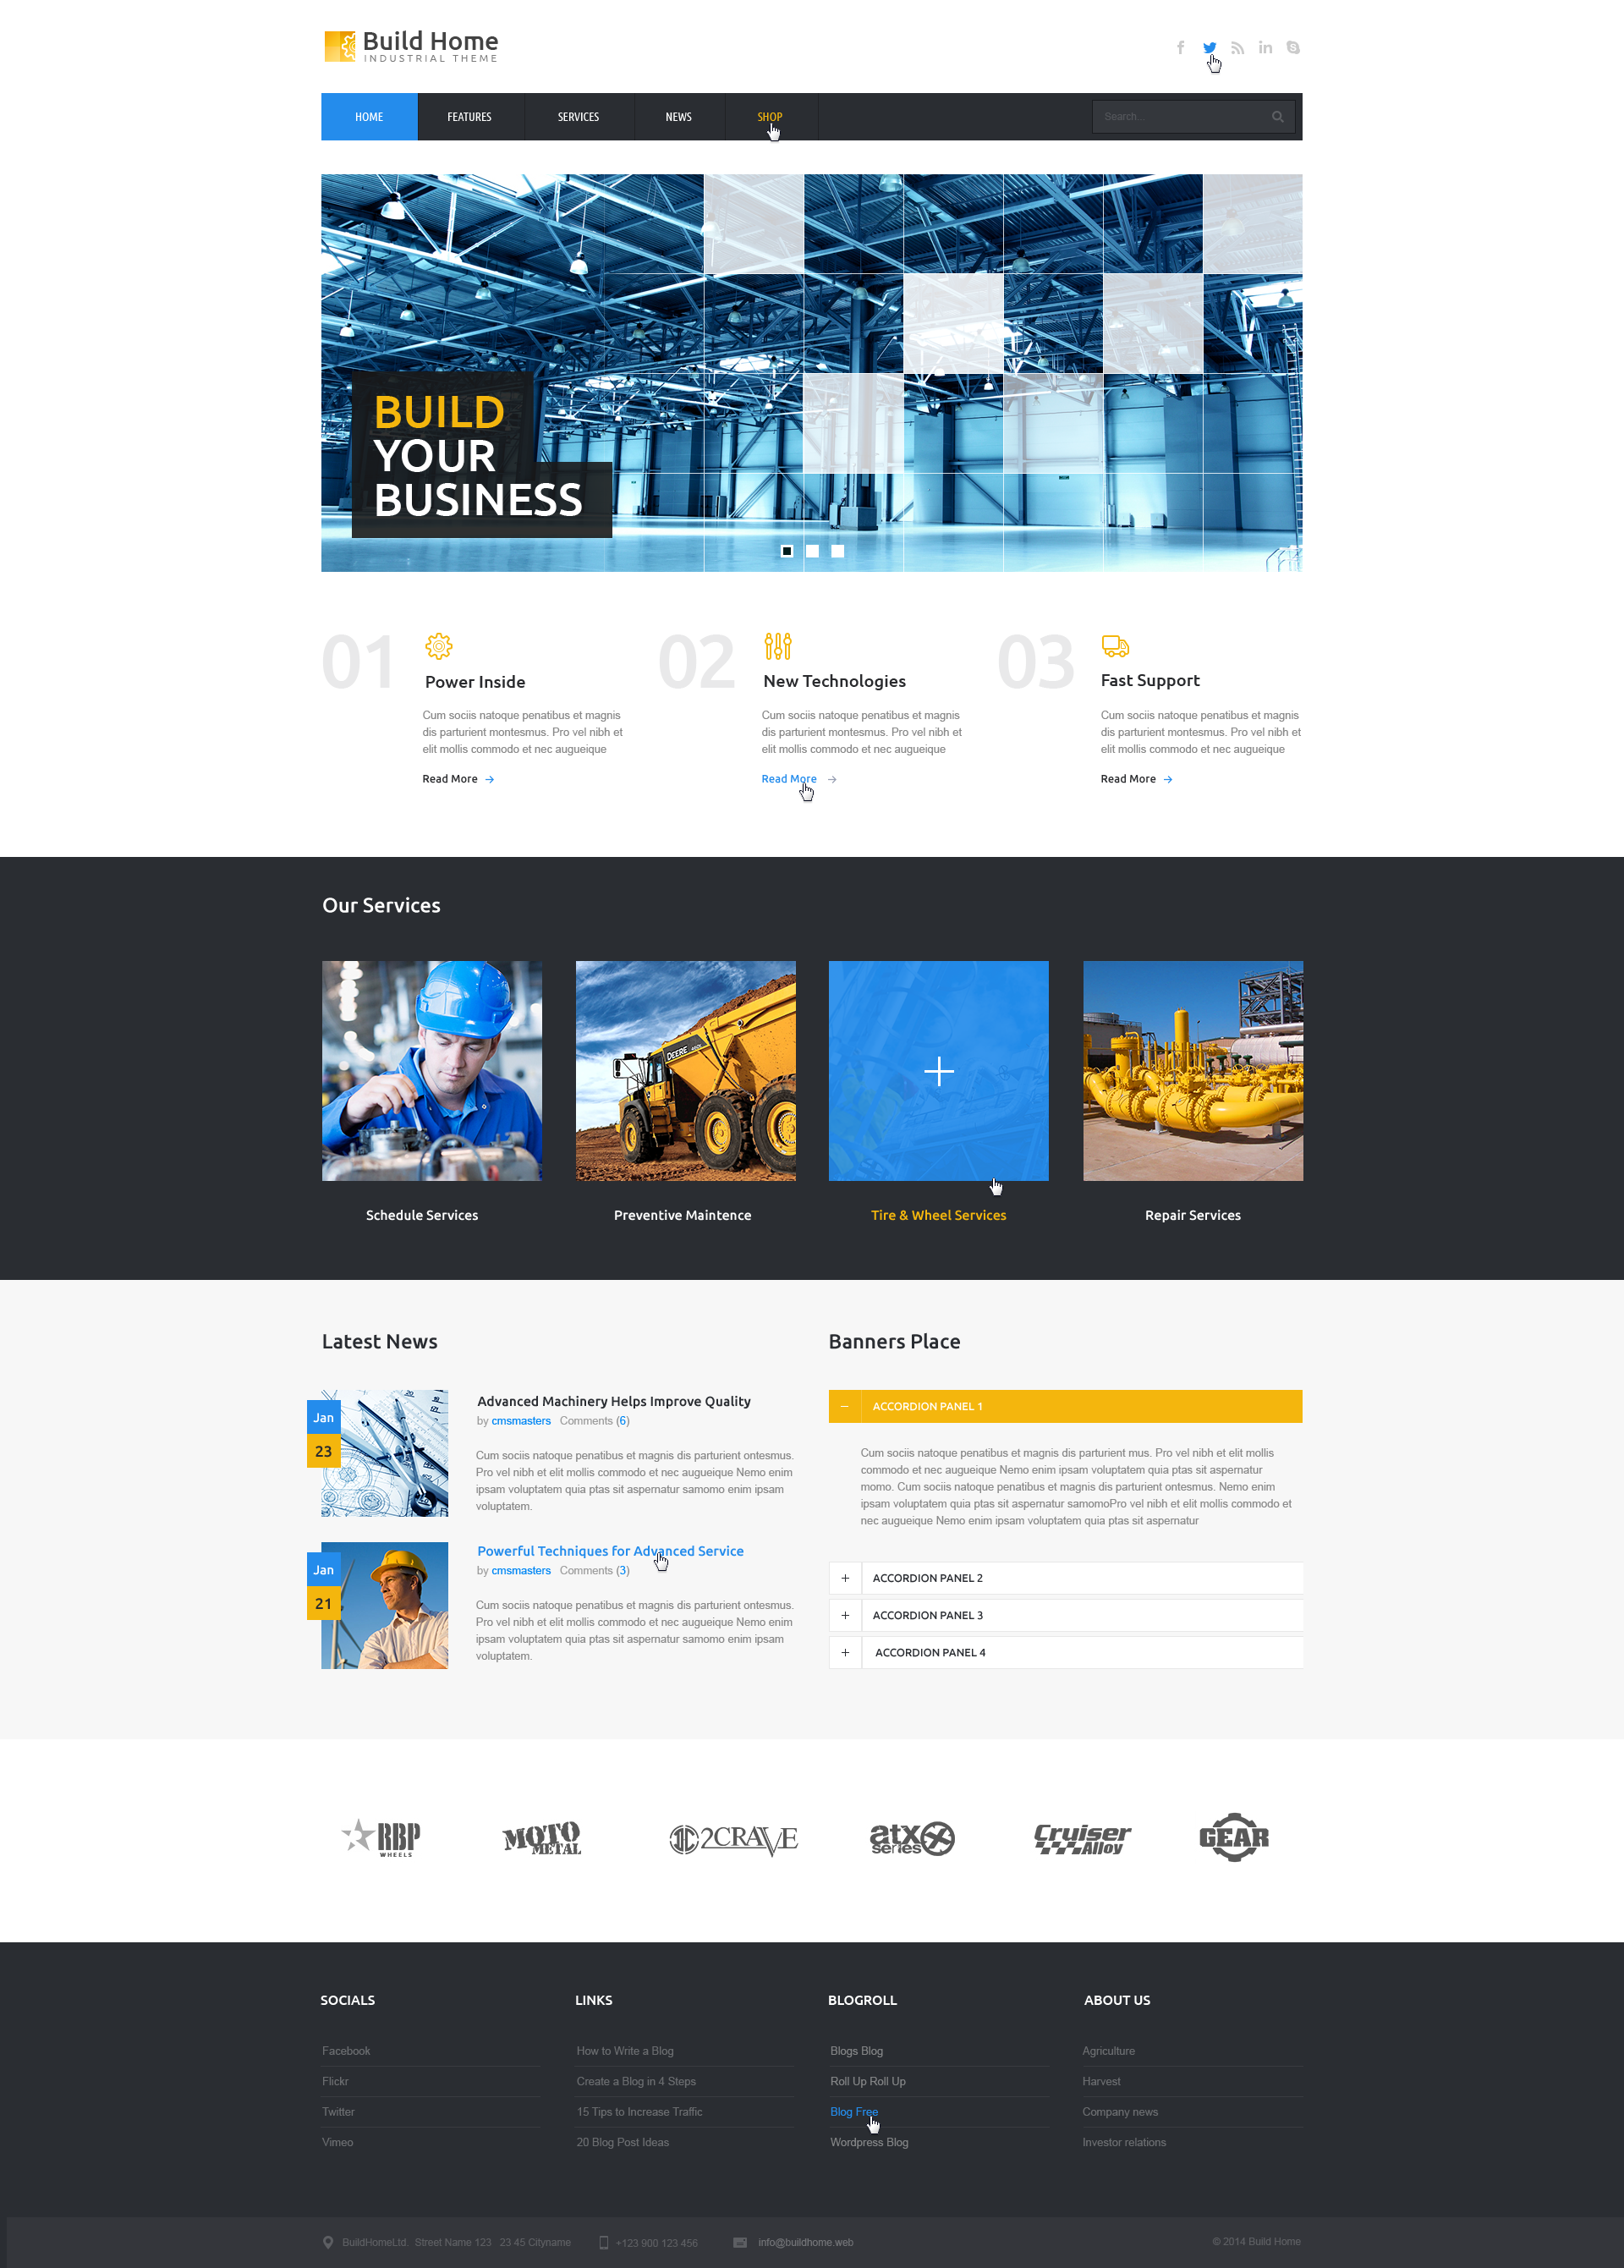 Build Home
INDUSTRIAL THEME
HOME
FEATURES
SERVICES
NEWS
SHOP
Search...
BUILD
YOUR
BUSINESS
01
Power Inside
Cum sociis natoque penatibus et magnis
dis parturient montesmus. Pro vel nibh et
elit mollis commodo et nec augueique
Read More
02
New Technologies
Cum sociis natoque penatibus et magnis
dis parturient montesmus. Pro vel nibh et
elit mollis commodo et nec augueique
Read More
03
Fast Support
Cum sociis natoque penatibus et magnis
dis parturient montesmus. Pro vel nibh et
elit mollis commodo et nec augueique
Read More
Our Services
DEERE
Schedule Services
Preventive Maintence
Tire & Wheel Services
Repair Services
Latest News
Jan
23
Advanced Machinery Helps Improve Quality
by cmsmasters Comments (6)
Cum sociis natoque penatibus et magnis dis parturient ontesmus.
Pro vel nibh et elit mollis commodo et nec augueique Nemo enim
ipsam voluptatem quia ptas sit aspernatur samomo enim ipsam
voluptatem.
Jan
21
Powerful Techniques for Advanced Service
by cmsmasters Comments (3)
Cum sociis natoque penatibus et magnis dis parturient ontesmus.
Pro vel nibh et elit mollis commodo et nec augueique Nemo enim
ipsam voluptatem quia ptas sit aspernatur samomo enim ipsam
voluptatem.
Banners Place
ACCORDION PANEL 1
Cum sociis natoque penatibus et magnis dis parturient mus. Pro vel nibh et elit mollis
commodo et nec augueique Nemo enim ipsam voluptatem quia ptas sit aspernatur
momo. Cum sociis natoque penatibus et magnis dis parturient ontesmus. Nemo enim
ipsam voluptatem quia ptas sit aspernatur samomoPro vel nibh et elit mollis commodo et
nec augueique Nemo enim ipsam voluptatem quia ptas sit aspernatur
ACCORDION PANEL 2
ACCORDION PANEL 3
ACCORDION PANEL 4
RBP
WHEELS
MOTO
METAL
2CRAVE
atx
series
Cruiser
Alloy
GEAR
SOCIALS
Facebook
Flickr
Twitter
Vimeo
LINKS
How to Write a Blog
Create a Blog in 4 Steps
15 Tips to Increase Traffic
20 Blog Post Ideas
BLOGROLL
Blogs Blog
Roll Up Roll Up
Blog Free
Wordpress Blog
ABOUT US
Agriculture
Harvest
Company news
Investor relations
BuildHomeLtd. Street Name 123 23 45 Cityname
+123 900 123 456
info@buildhome.web
© 2014 Build Home